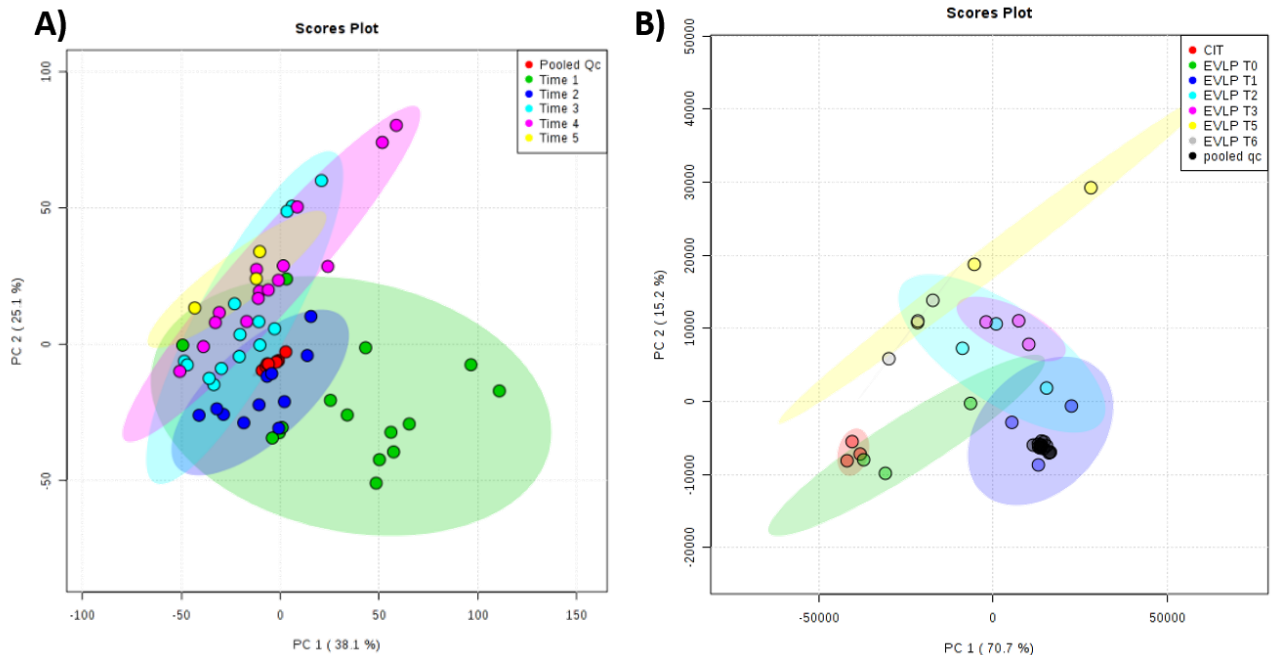 A)
Scores Plot
Pooled Qc
Time 1
Time 2
Time 3
Time 4
Time 5
100
50
0
-50
PC 2 ( 25.1 %)
-100
-50
0
50
100
150
PC 1 ( 38.1 %)
B)
Scores Plot
CIT
EVLP T0
EVLP T1
EVLP T2
EVLP T3
EVLP T5
EVLP T6
pooled qc
50000
40000
30000
20000
10000
0
-10000
-20000
PC 2 ( 15.2 %)
-50000
0
50000
PC 1 ( 70.7 %)